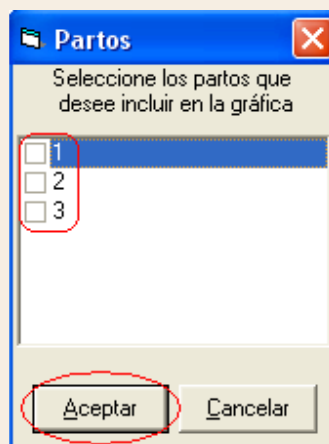 Partos
Seleccione los partos que
desee incluir en la gráfica
1
2
3
Aceptar
Cancelar